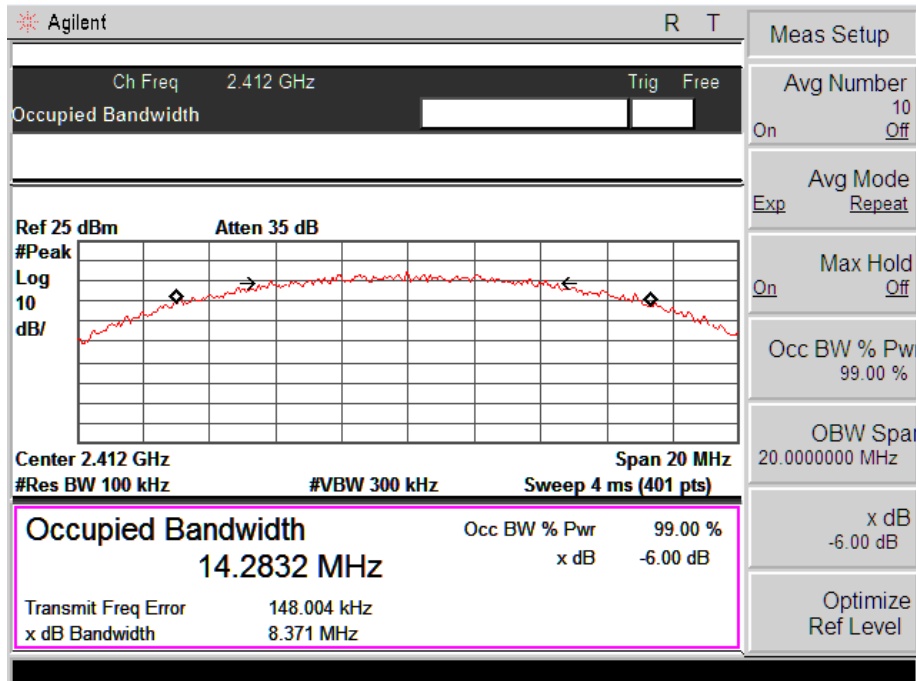 Agilent R T
Ch Freq 2.412 GHz Trig Free
Occupied Bandwidth
Ref 25 dBm Atten 35 dB
#Peak
Log
10
dB/
Center 2.412 GHz Span 20 MHz
#Res BW 100 kHz #VBW 300 kHz Sweep 4 ms (401 pts)
Occupied Bandwidth
14.2832 MHz
Occ BW % Pwr 99.00 %
x dB -6.00 dB
Transmit Freq Error 148.004 kHz
x dB Bandwidth 8.371 MHz
Meas Setup
Avg Number
10
On Off
Avg Mode
Exp Repeat
Max Hold
On Off
Occ BW % Pwr
99.00 %
OBW Span
20.0000000 MHz
x dB
-6.00 dB
Optimize
Ref Level